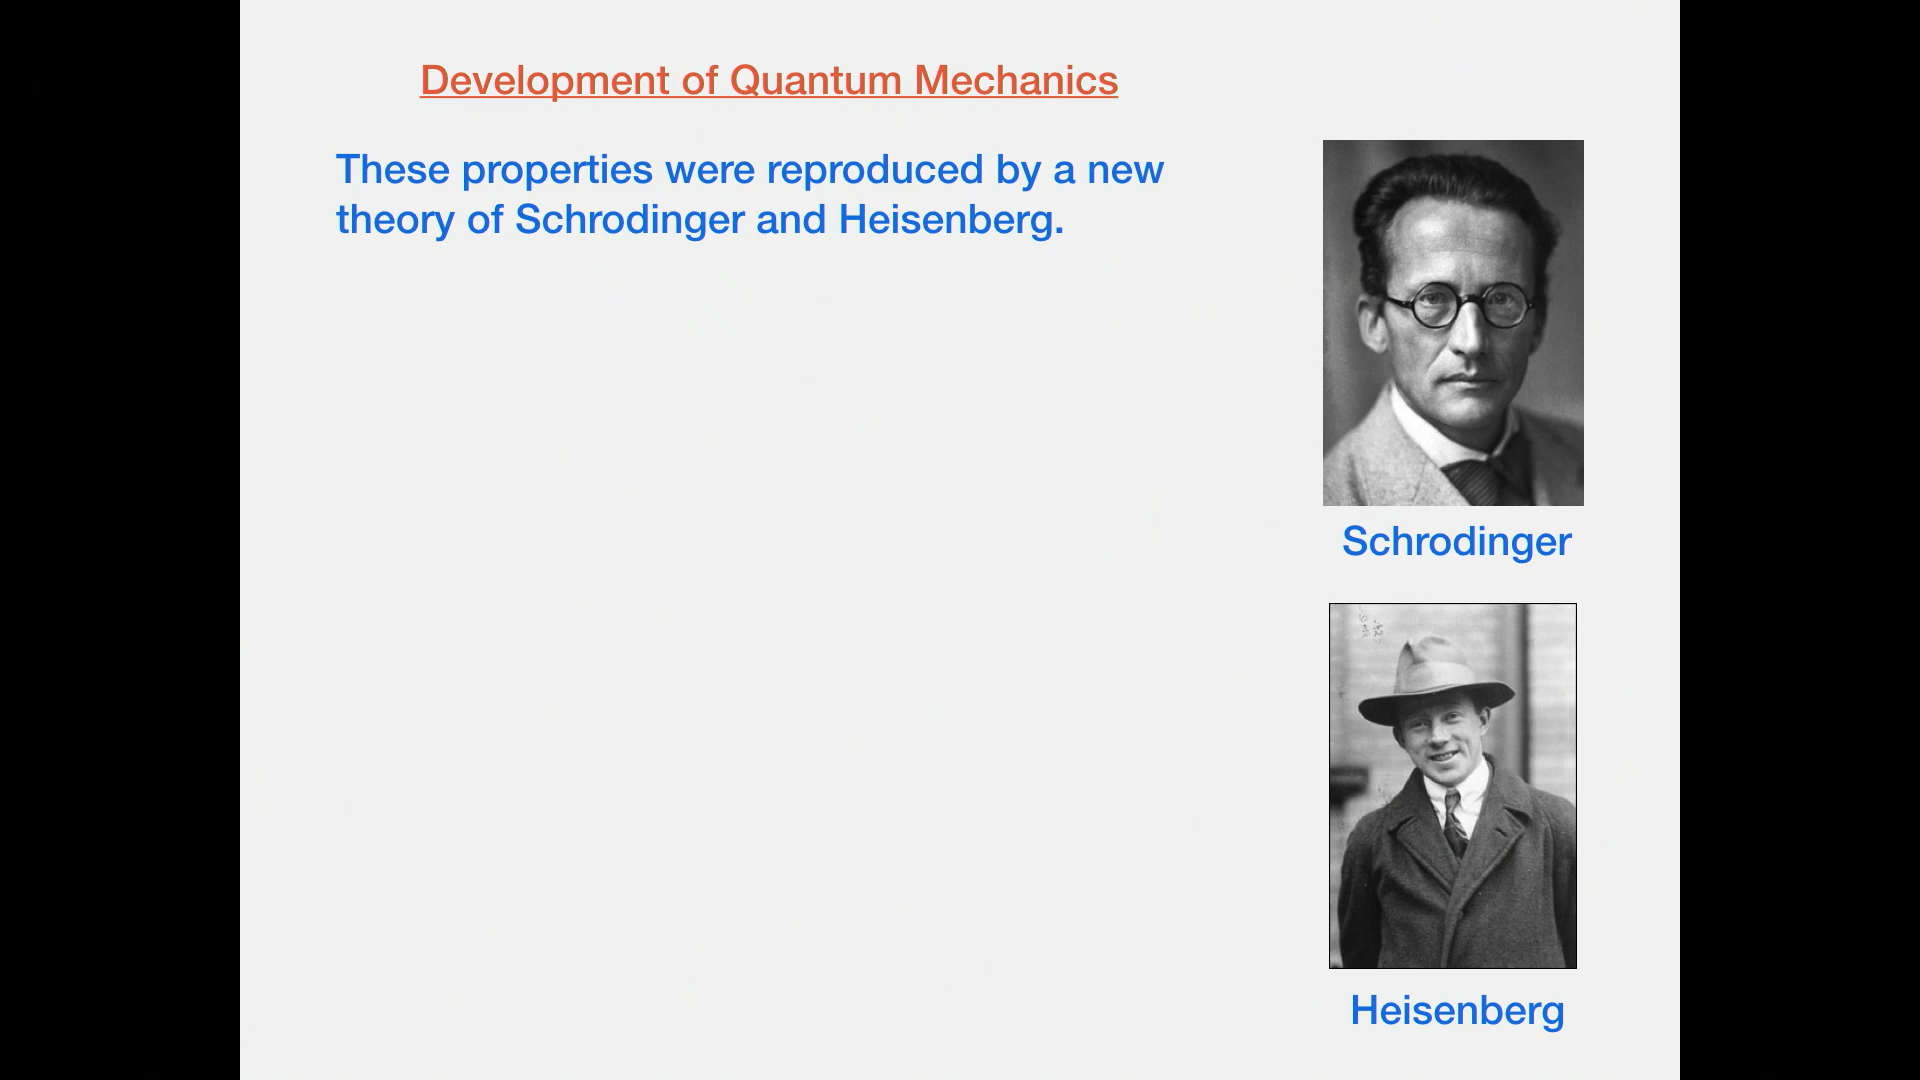 Development of Quantum Mechanics
These properties were reproduced by a new
theory of Schrodinger and Heisenberg.
Schrodinger
Heisenberg